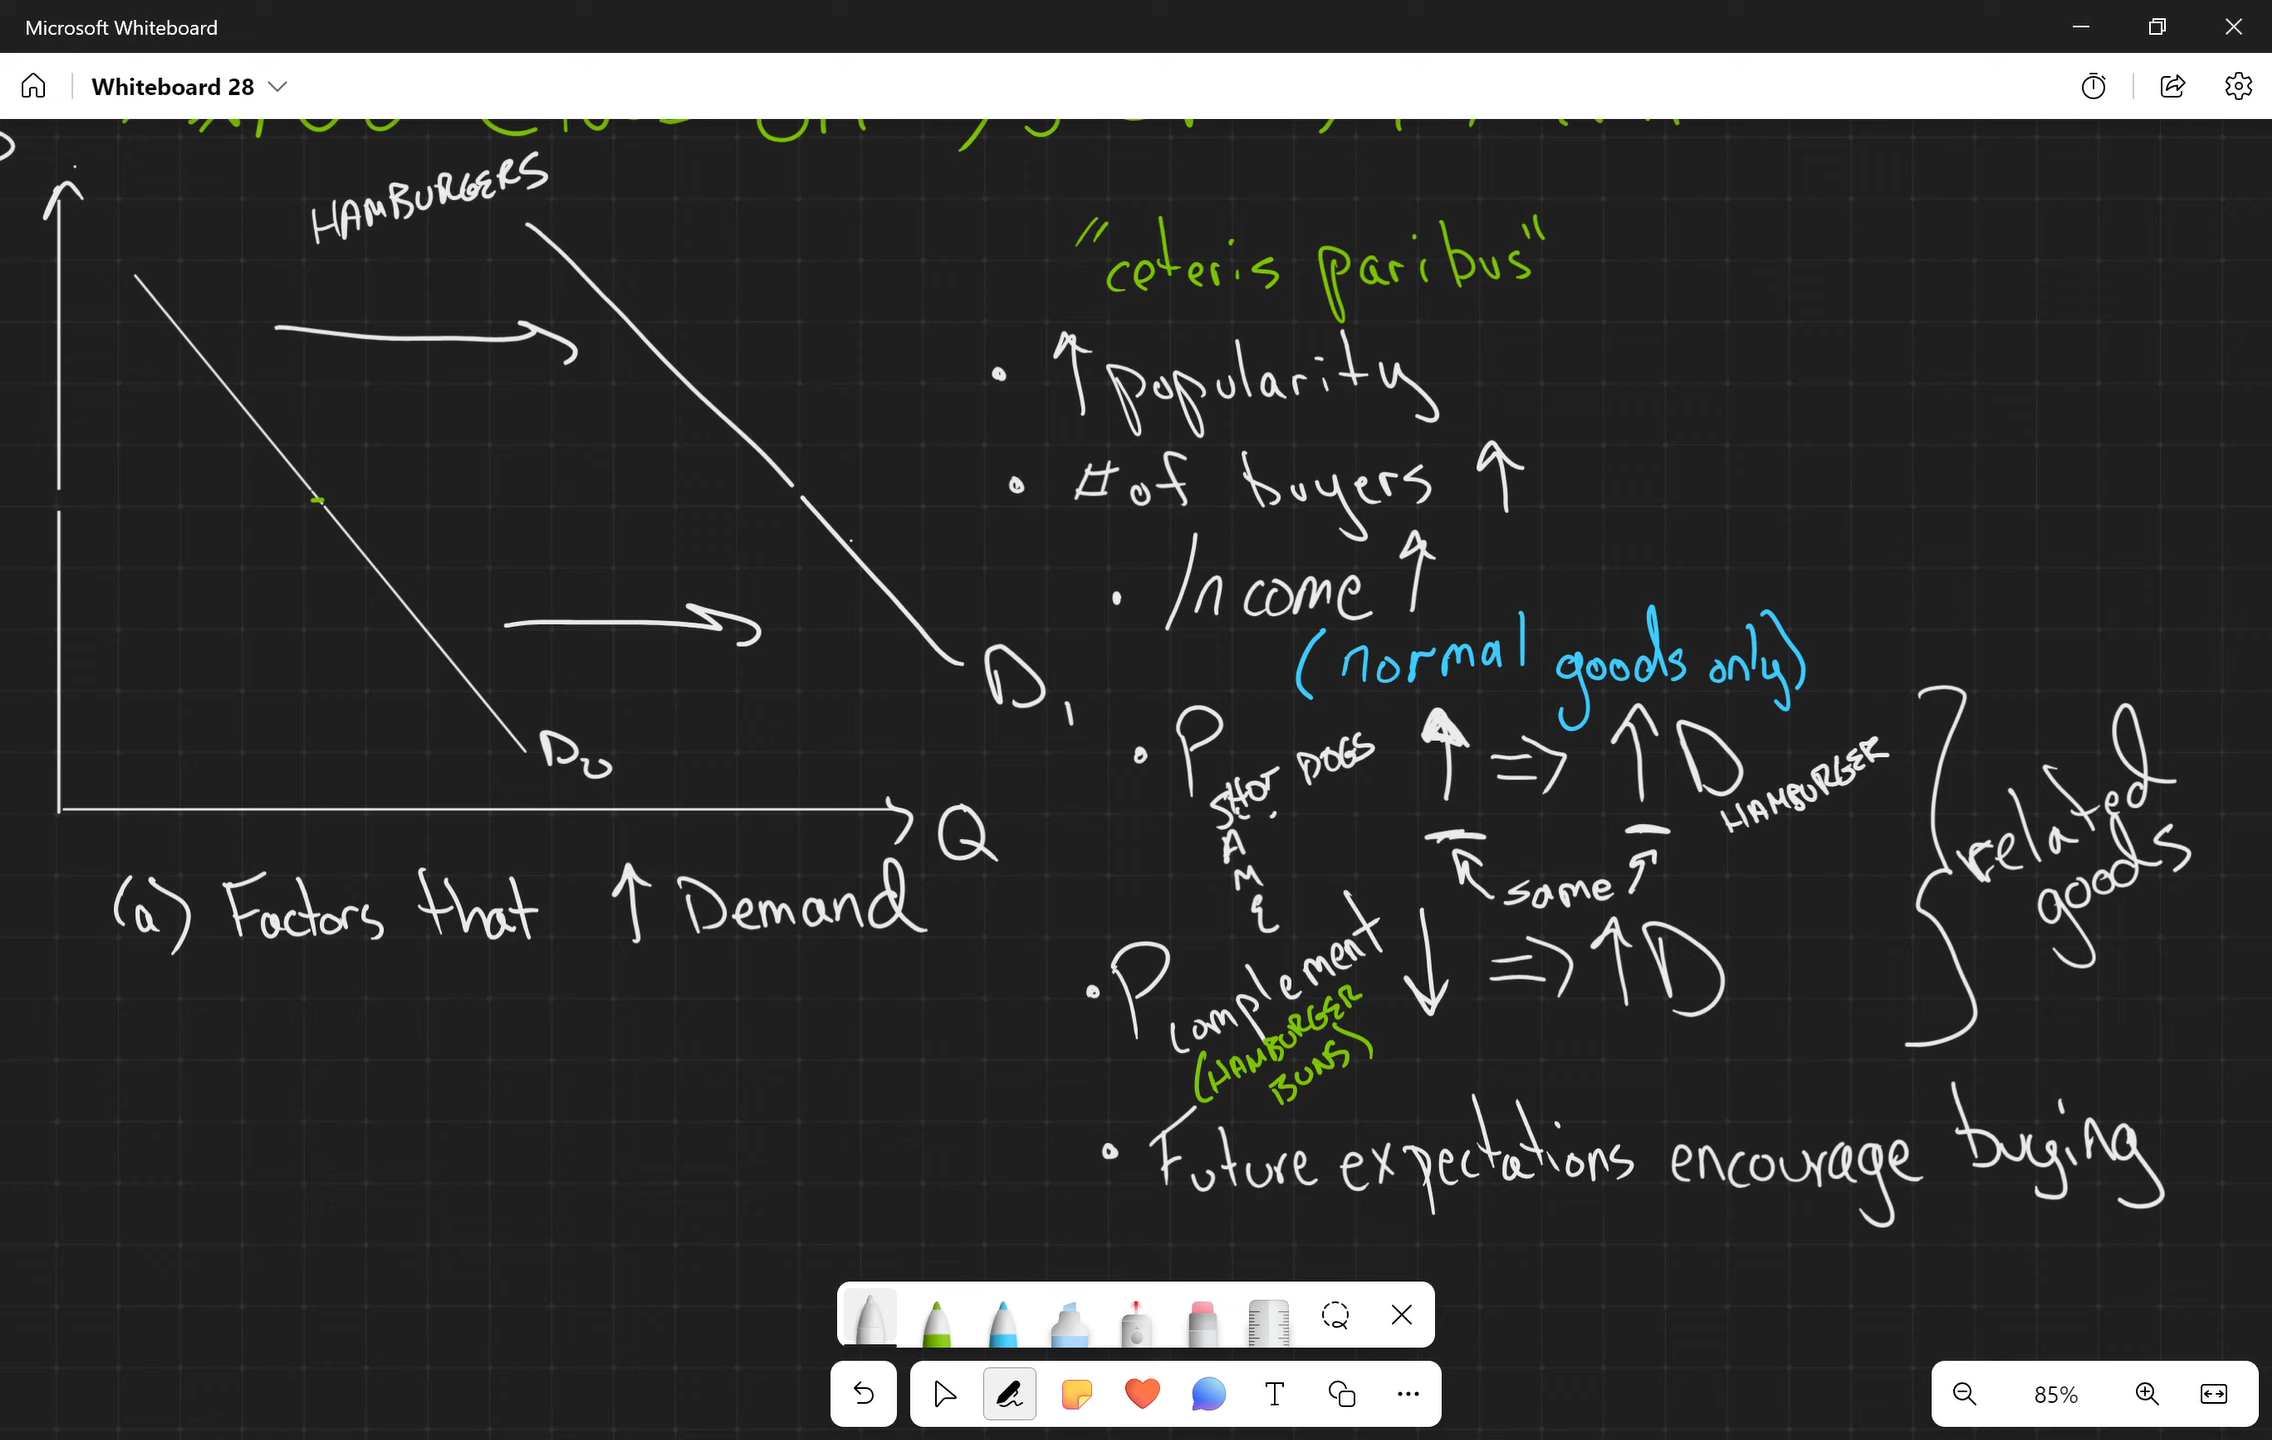 Microsoft Whiteboard
Whiteboard 28
HAMBURGERS
"ceteris paribus"
• ↑ popularity
• # of buyers ↑
• Income ↑
(normal goods only)
• P HOT DOGS ↑ => ↑ D HAMBURGER
SAME
same
related
goods
D1
D0
Q
(a) Factors that ↑ Demand
• P complement ↓ => ↑ D
(HAMBURGER
BUNS)
• Future expectations encourage buying
85%